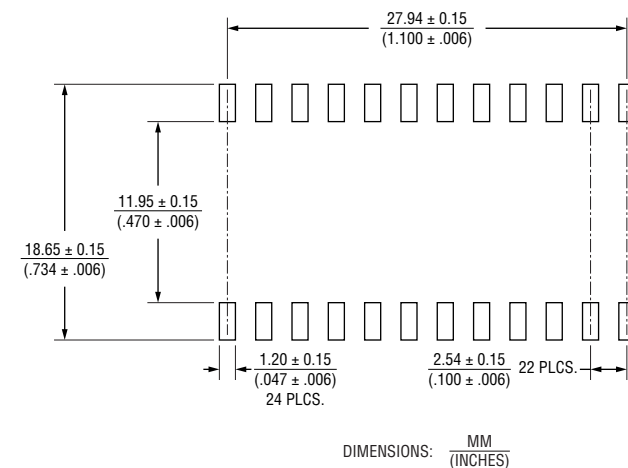 27.94 ± 0.15
(1.100 ± .006)
11.95 ± 0.15
(.470 ± .006)
18.65 ± 0.15
(.734 ± .006)
1.20 ± 0.15
(.047 ± .006)
24 PLCS.
2.54 ± 0.15
(.100 ± .006)
22 PLCS.
DIMENSIONS: MM
(INCHES)